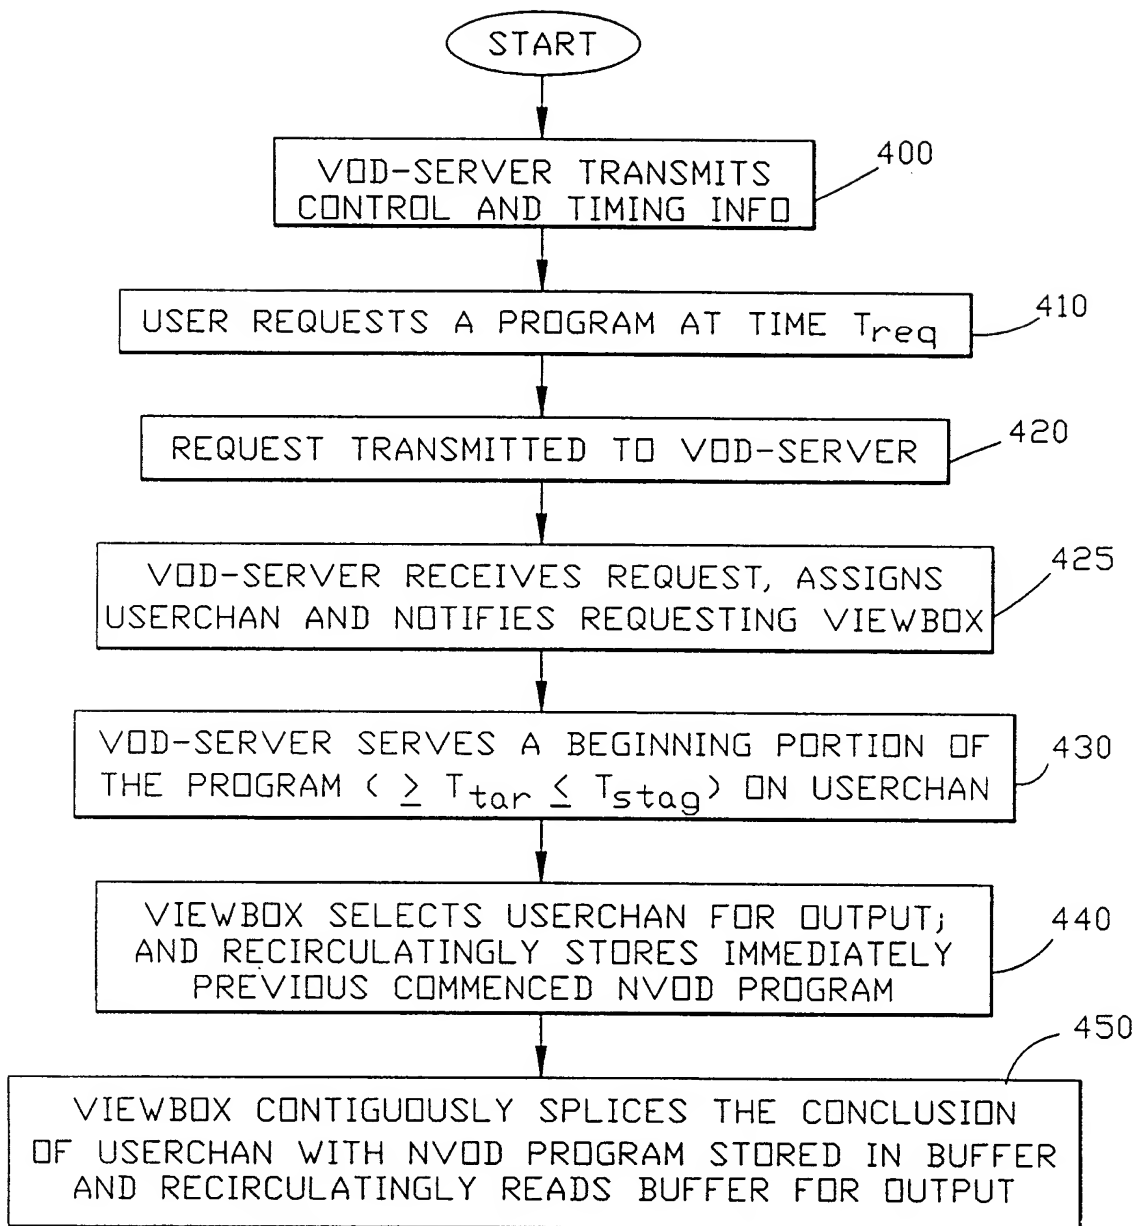 START
VOD-SERVER TRANSMITS
CONTROL AND TIMING INFO
400
USER REQUESTS A PROGRAM AT TIME Treq
410
REQUEST TRANSMITTED TO VOD-SERVER
420
VOD-SERVER RECEIVES REQUEST, ASSIGNS
USERCHAN AND NOTIFIES REQUESTING VIEWBOX
425
VOD-SERVER SERVES A BEGINNING PORTION OF
THE PROGRAM ( ≥ Ttar ≤ Tstag) ON USERCHAN
430
VIEWBOX SELECTS USERCHAN FOR OUTPUT;
AND RECIRCULATINGLY STORES IMMEDIATELY
PREVIOUS COMMENCED NVOD PROGRAM
440
VIEWBOX CONTIGUOUSLY SPLICES THE CONCLUSION
OF USERCHAN WITH NVOD PROGRAM STORED IN BUFFER
AND RECIRCULATINGLY READS BUFFER FOR OUTPUT
450